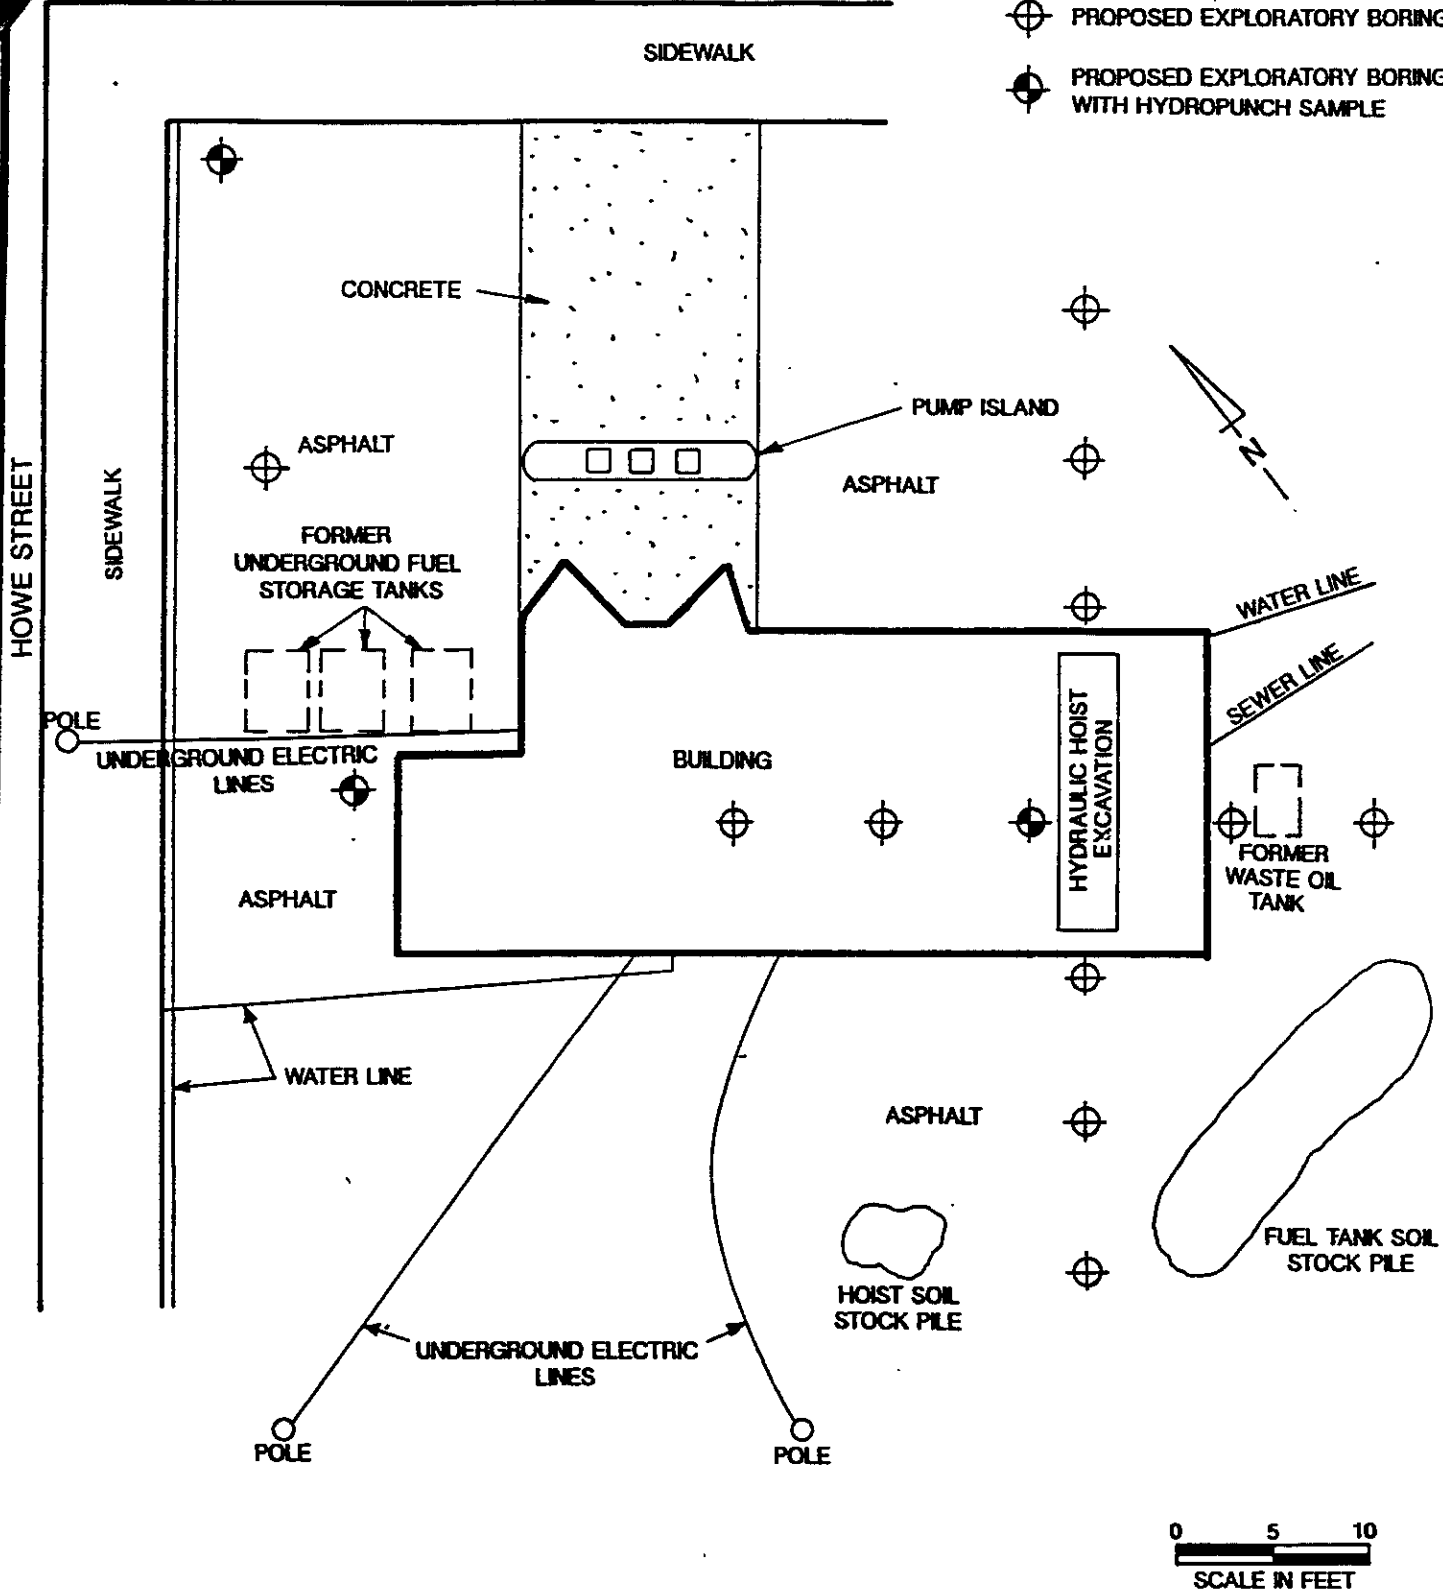 PROPOSED EXPLORATORY BORING
PROPOSED EXPLORATORY BORING
WITH HYDROPUNCH SAMPLE
SIDEWALK
CONCRETE
PUMP ISLAND
ASPHALT
ASPHALT
N
HOWE STREET
SIDEWALK
FORMER
UNDERGROUND FUEL
STORAGE TANKS
WATER LINE
SEWER LINE
POLE
UNDERGROUND ELECTRIC
LINES
BUILDING
HYDRAULIC HOIST
EXCAVATION
FORMER
WASTE OIL
TANK
ASPHALT
WATER LINE
ASPHALT
FUEL TANK SOIL
STOCK PILE
HOIST SOIL
STOCK PILE
UNDERGROUND ELECTRIC
LINES
POLE
POLE
0 5 10
SCALE IN FEET